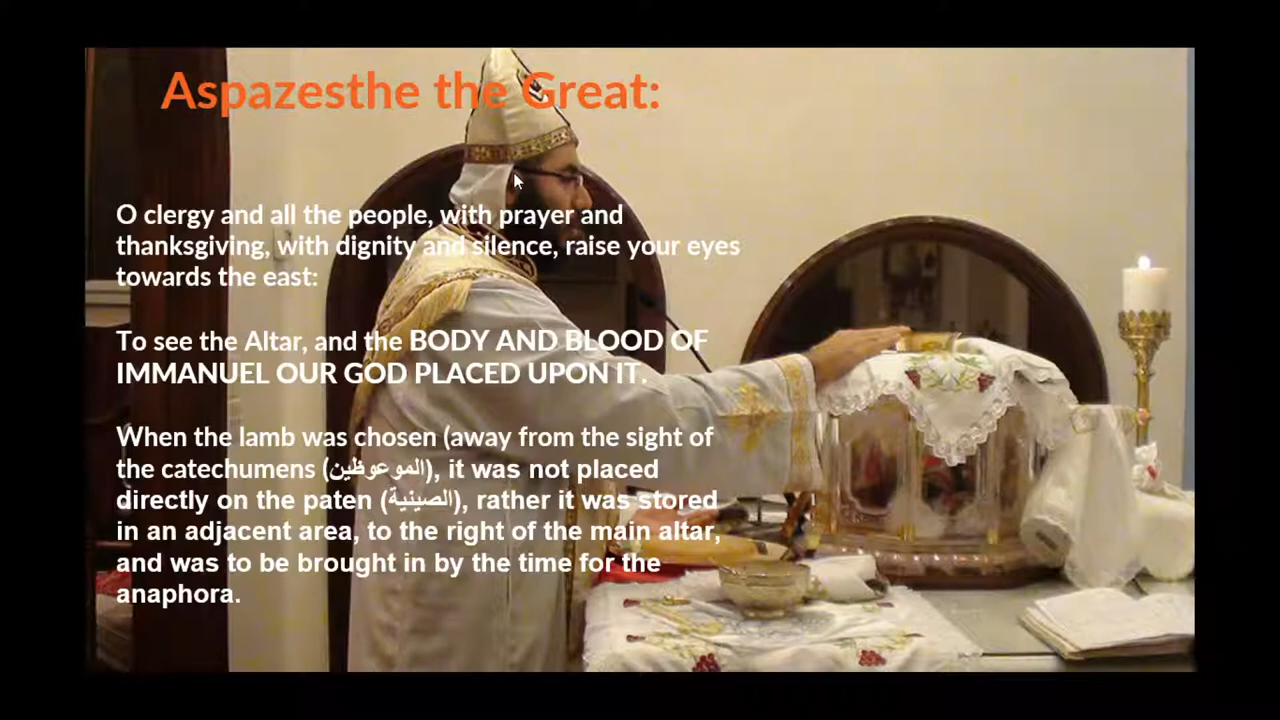 Aspazesthe the Great:
O clergy and all the people, with prayer and
thanksgiving, with dignity and silence, raise your eyes
towards the east:
To see the Altar, and the BODY AND BLOOD OF
IMMANUEL OUR GOD PLACED UPON IT.
When the lamb was chosen (away from the sight of
the catechumens (الموعوظين), it was not placed
directly on the paten (الصينية), rather it was stored
in an adjacent area, to the right of the main altar,
and was to be brought in by the time for the
anaphora.